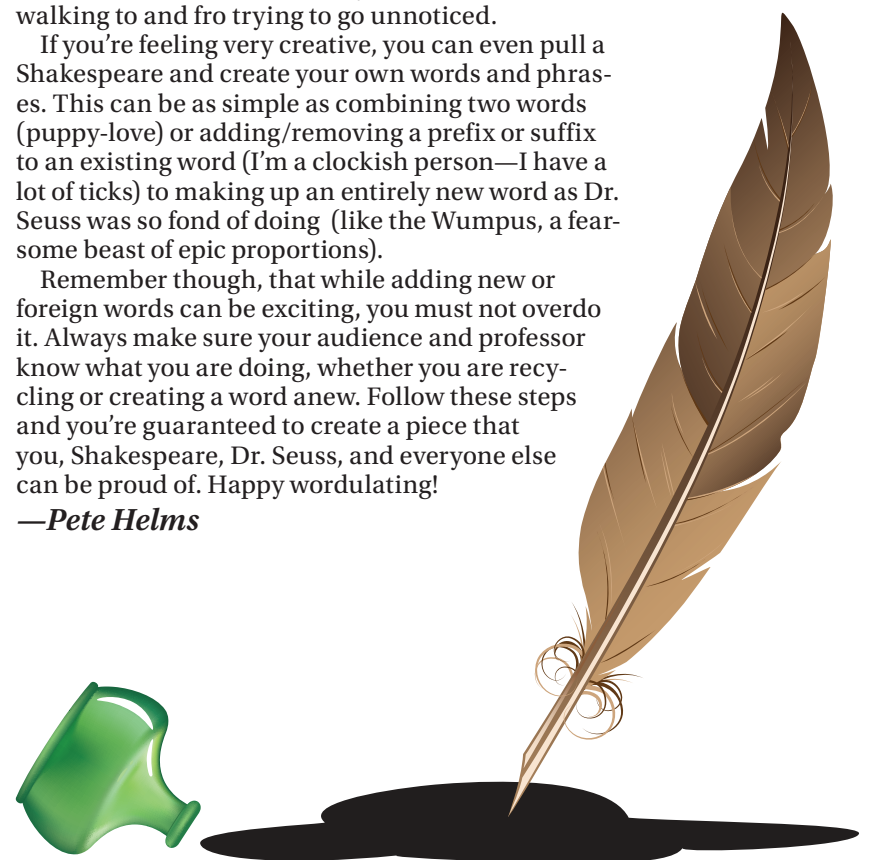 walking to and fro trying to go unnoticed.
If you’re feeling very creative, you can even pull a
Shakespeare and create your own words and phras-
es. This can be as simple as combining two words
(puppy-love) or adding/removing a prefix or suffix
to an existing word (I’m a clockish person—I have a
lot of ticks) to making up an entirely new word as Dr.
Seuss was so fond of doing  (like the Wumpus, a fear-
some beast of epic proportions).
Remember though, that while adding new or
foreign words can be exciting, you must not overdo
it. Always make sure your audience and professor
know what you are doing, whether you are recy-
cling or creating a word anew. Follow these steps
and you’re guaranteed to create a piece that
you, Shakespeare, Dr. Seuss, and everyone else
can be proud of. Happy wordulating!
—Pete Helms